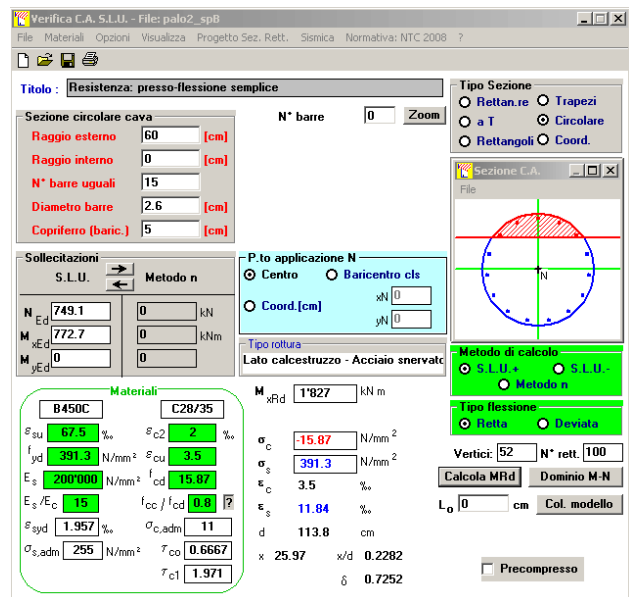 Verifica C.A. S.L.U. - File: palo2_spB
File Materiali Opzioni Visualizza Progetto Sez. Rett. Sismica Normativa: NTC 2008 ?
Titolo : Resistenza: presso-flessione semplice
Tipo Sezione
Rettan.re Trapezi
a T Circolare
Rettangoli Coord.
Sezione circolare cava
Raggio esterno 60 [cm]
Raggio interno 0 [cm]
N° barre uguali 15
Diametro barre 2.6 [cm]
Copriferro (baric.) 5 [cm]
N° barre 0 Zoom
Sezione C.A.
File
N
Sollecitazioni
S.L.U. Metodo n
N Ed 749.1 0 kN
M xEd 772.7 0 kNm
M yEd 0 0
P.to applicazione N
Centro Baricentro cls
Coord.[cm] xN 0
yN 0
Tipo rottura
Lato calcestruzzo - Acciaio snervato
Metodo di calcolo
S.L.U.+ S.L.U.-
Metodo n
Tipo flessione
Retta Deviata
Materiali
B450C C28/35
εsu 67.5 ‰ εc2 2 ‰
fyd 391.3 N/mm² εcu 3.5
Es 200'000 N/mm² fcd 15.87
Es/Ec 15 fcc / fcd 0.8 ?
εsyd 1.957 ‰ σc,adm 11
σs,adm 255 N/mm² τco 0.6667
τc1 1.971
M xRd 1'827 kN m
σc -15.87 N/mm²
σs 391.3 N/mm²
εc 3.5 ‰
εs 11.84 ‰
d 113.8 cm
x 25.97 x/d 0.2282
δ 0.7252
Vertici: 52 N° rett. 100
Calcola MRd Dominio M-N
L₀ 0 cm Col. modello
Precompresso